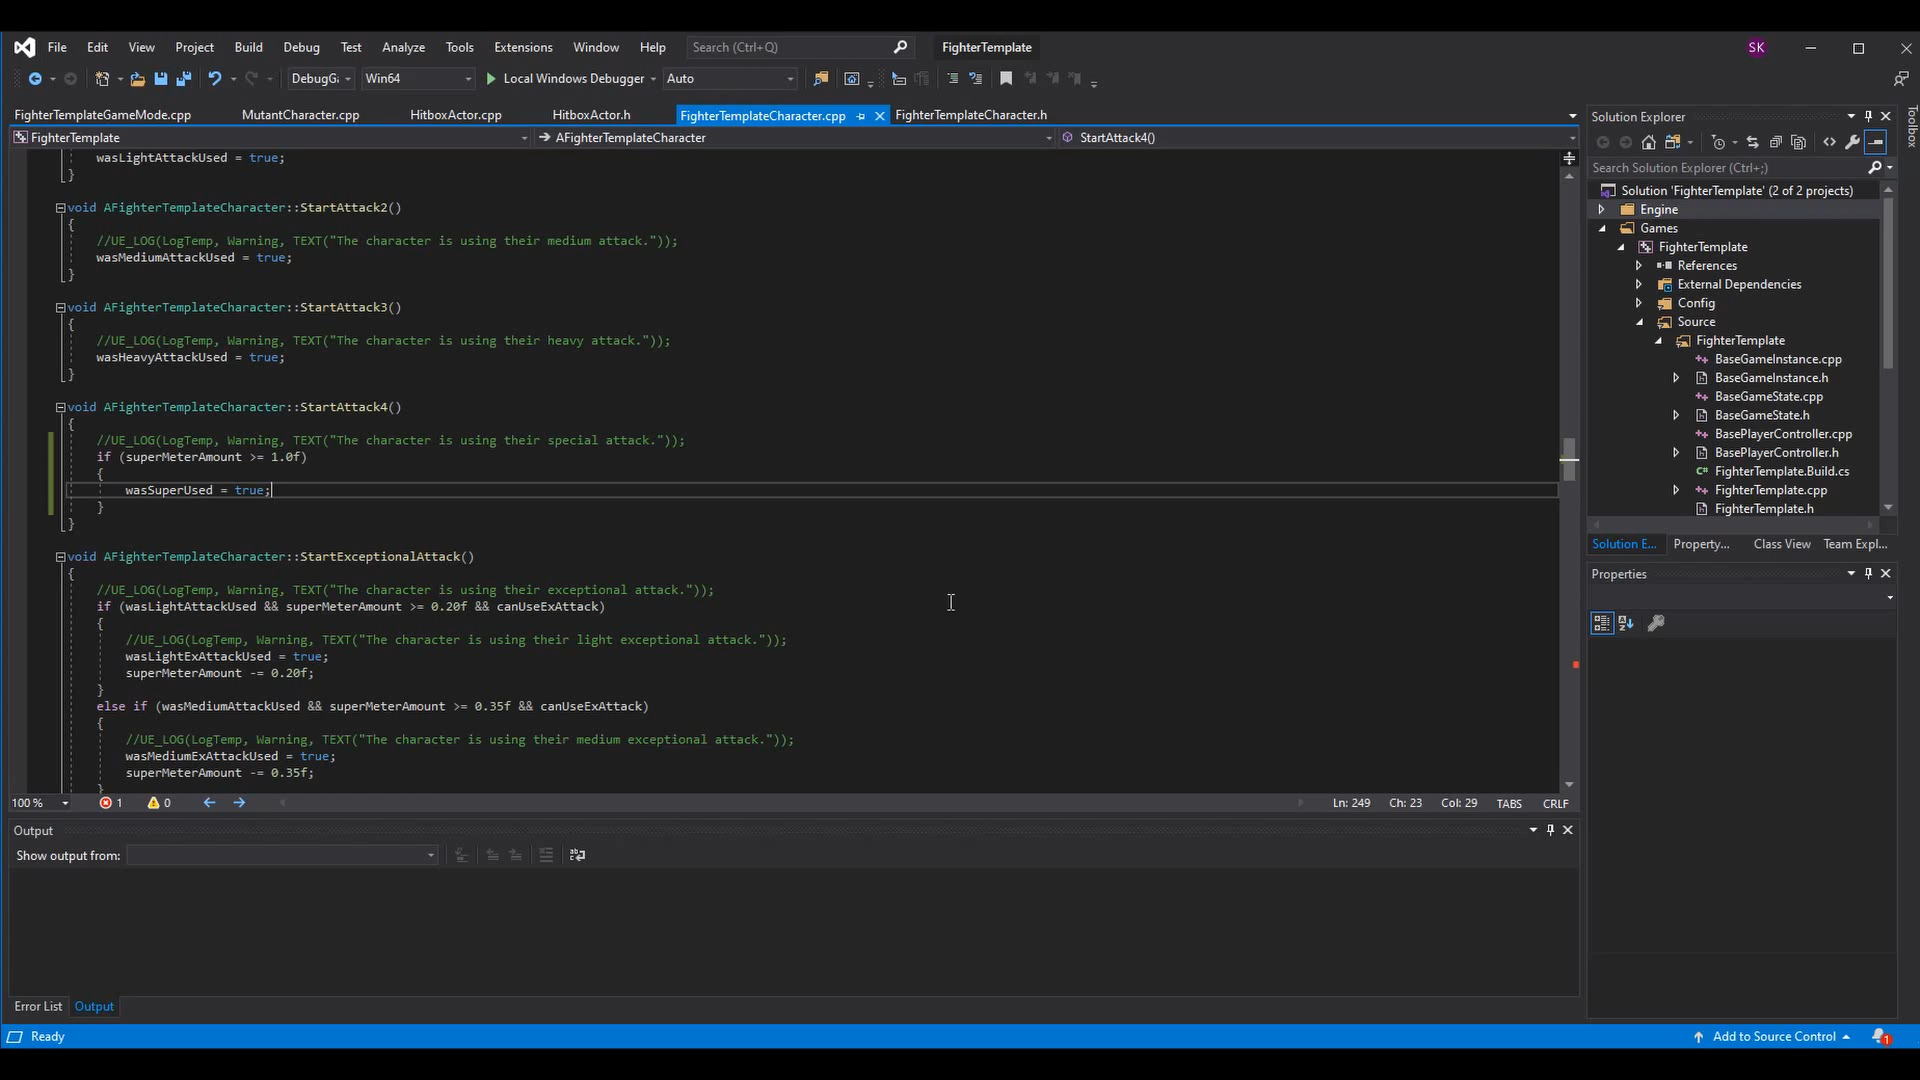 File Edit View Project Build Debug Test Analyze Tools Extensions Window Help Search (Ctrl+Q) FighterTemplate SK
Win64 Local Windows Debugger Auto
FighterTemplateGameMode.cpp MutantCharacter.cpp HitboxActor.cpp HitboxActor.h FighterTemplateCharacter.cpp FighterTemplateCharacter.h
FighterTemplate AFighterTemplateCharacter StartAttack4()
wasLightAttackUsed = true;
}
void AFighterTemplateCharacter::StartAttack2()
{
//UE_LOG(LogTemp, Warning, TEXT("The character is using their medium attack."));
wasMediumAttackUsed = true;
}
void AFighterTemplateCharacter::StartAttack3()
{
//UE_LOG(LogTemp, Warning, TEXT("The character is using their heavy attack."));
wasHeavyAttackUsed = true;
}
void AFighterTemplateCharacter::StartAttack4()
{
//UE_LOG(LogTemp, Warning, TEXT("The character is using their special attack."));
if (superMeterAmount >= 1.0f)
{
wasSuperUsed = true;
}
}
void AFighterTemplateCharacter::StartExceptionalAttack()
{
//UE_LOG(LogTemp, Warning, TEXT("The character is using their exceptional attack."));
if (wasLightAttackUsed && superMeterAmount >= 0.20f && canUseExAttack)
{
//UE_LOG(LogTemp, Warning, TEXT("The character is using their light exceptional attack."));
wasLightExAttackUsed = true;
superMeterAmount -= 0.20f;
}
else if (wasMediumAttackUsed && superMeterAmount >= 0.35f && canUseExAttack)
{
//UE_LOG(LogTemp, Warning, TEXT("The character is using their medium exceptional attack."));
wasMediumExAttackUsed = true;
superMeterAmount -= 0.35f;
}
100 % 1 0 Ln: 249 Ch: 23 Col: 29 TABS CRLF
Output
Show output from:
Error List Output
Ready Add to Source Control 1
Toolbox
Solution Explorer
Search Solution Explorer (Ctrl+;)
Solution 'FighterTemplate' (2 of 2 projects)
Engine
Games
FighterTemplate
References
External Dependencies
Config
Source
FighterTemplate
BaseGameInstance.cpp
BaseGameInstance.h
BaseGameState.cpp
BaseGameState.h
BasePlayerController.cpp
BasePlayerController.h
FighterTemplate.Build.cs
FighterTemplate.cpp
FighterTemplate.h
Solution E... Property... Class View Team Expl...
Properties